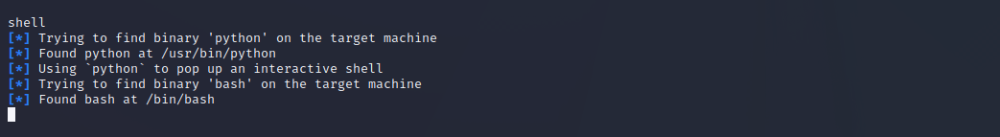 shell
[*] Trying to find binary 'python' on the target machine
[*] Found python at /usr/bin/python
[*] Using `python` to pop up an interactive shell
[*] Trying to find binary 'bash' on the target machine
[*] Found bash at /bin/bash